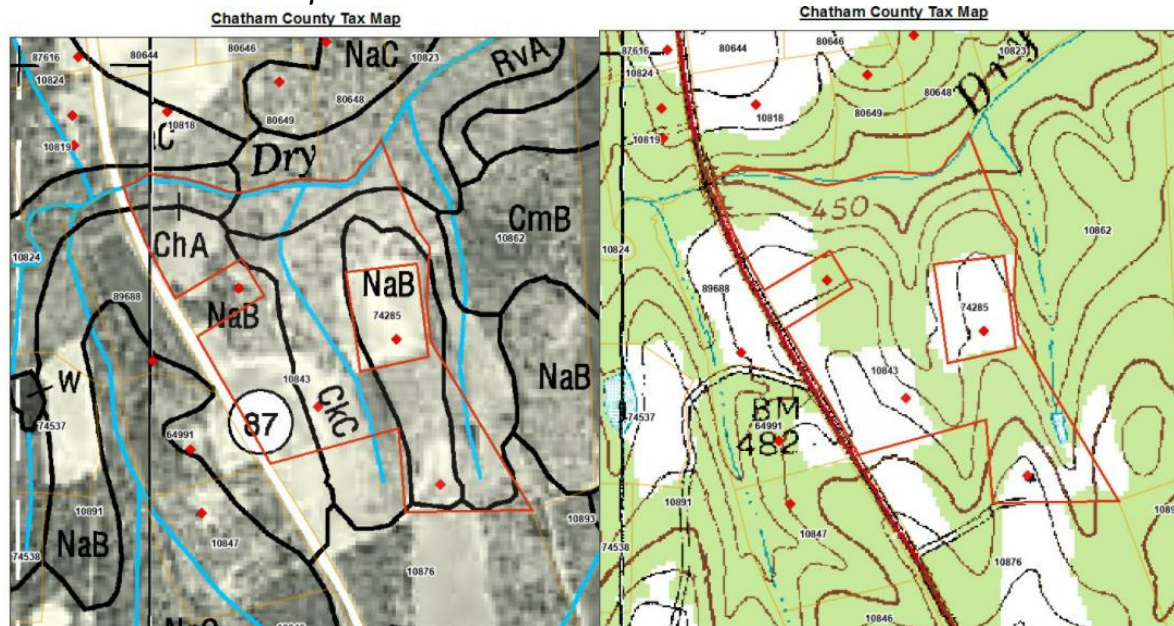 Chatham County Tax Map
87616
80644
80646
NaC
10823
RvA
10824
80648
10818
80649
C
10819
Dry
CmB
10862
ChA
10824
NaB
89688
NaB
74285
W
10843
CkC
NaB
74537
87
64991
10891
NaB
10847
10893
74538
10876
Chatham County Tax Map
87616
80644
80646
10823
10824
80648
Dry
80649
10818
10819
450
10862
10824
89688
74285
10843
BM
64991
482
74537
10891
10847
74538
10876
10846